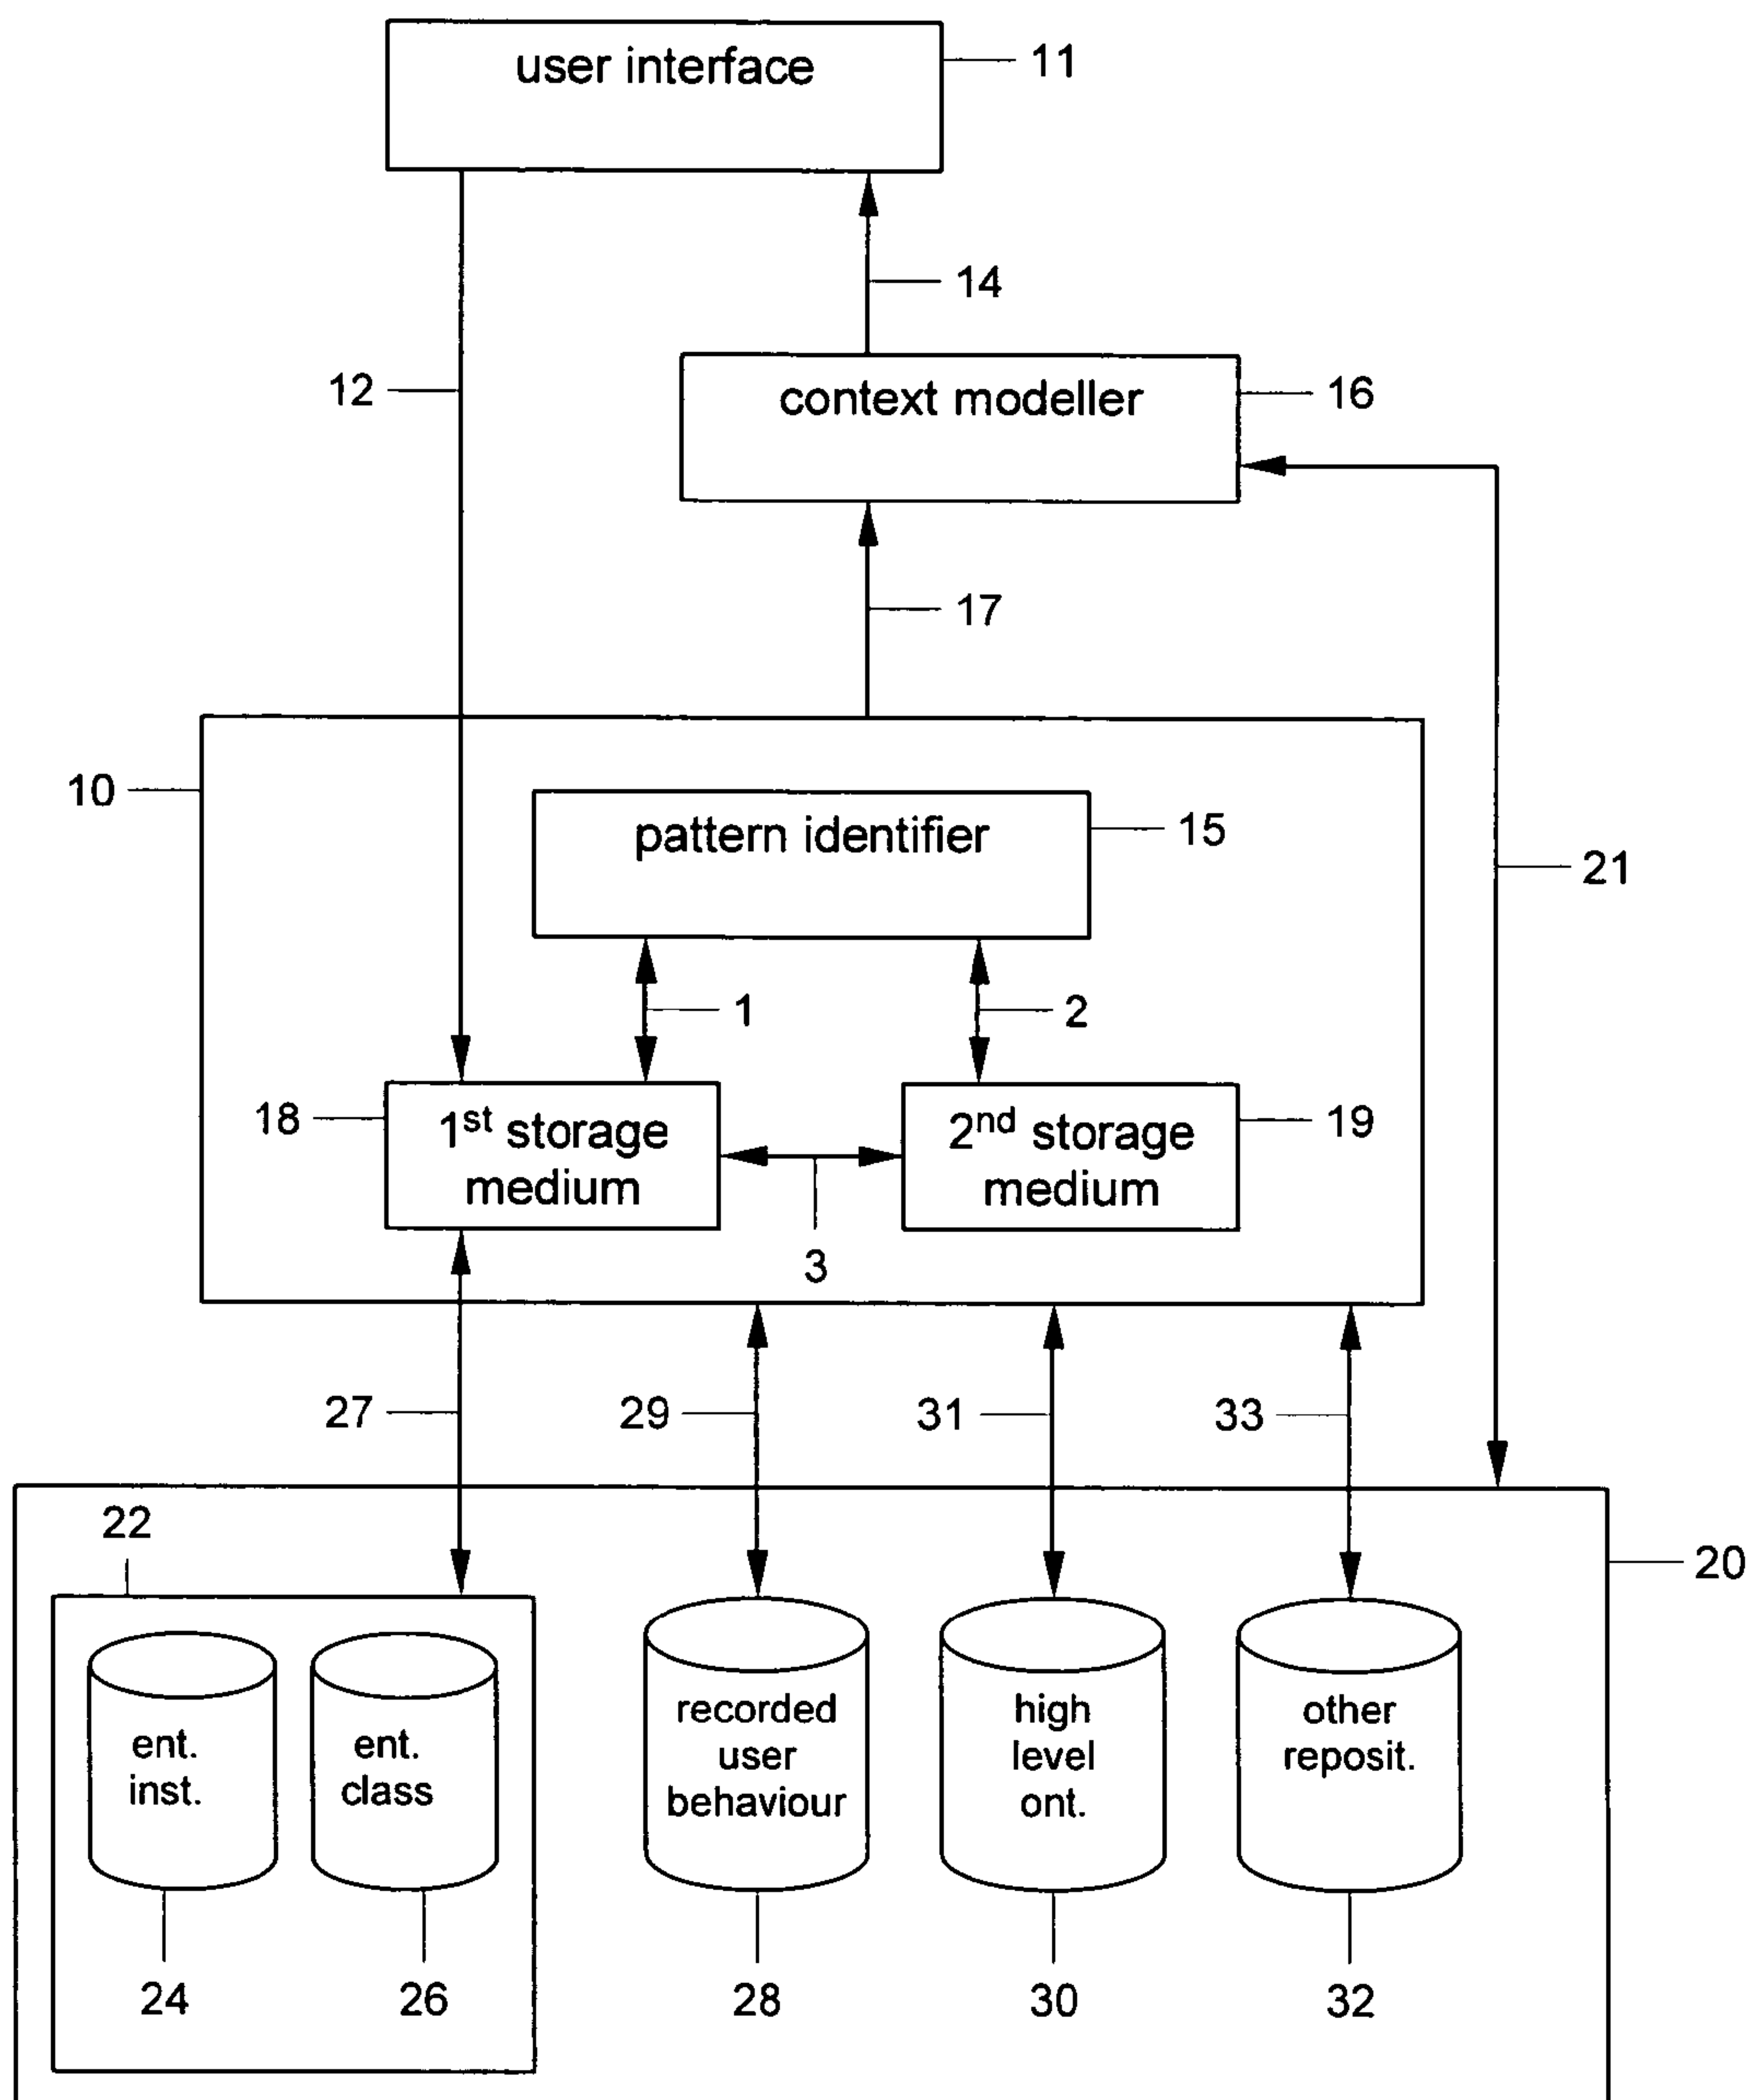 user interface
11
14
12
context modeller
16
17
10
pattern identifier
15
21
1
2
18
1st storage
medium
2nd storage
medium
19
3
27
29
31
33
22
20
ent.
inst.
ent.
class
recorded
user
behaviour
high
level
ont.
other
reposit.
24
26
28
30
32